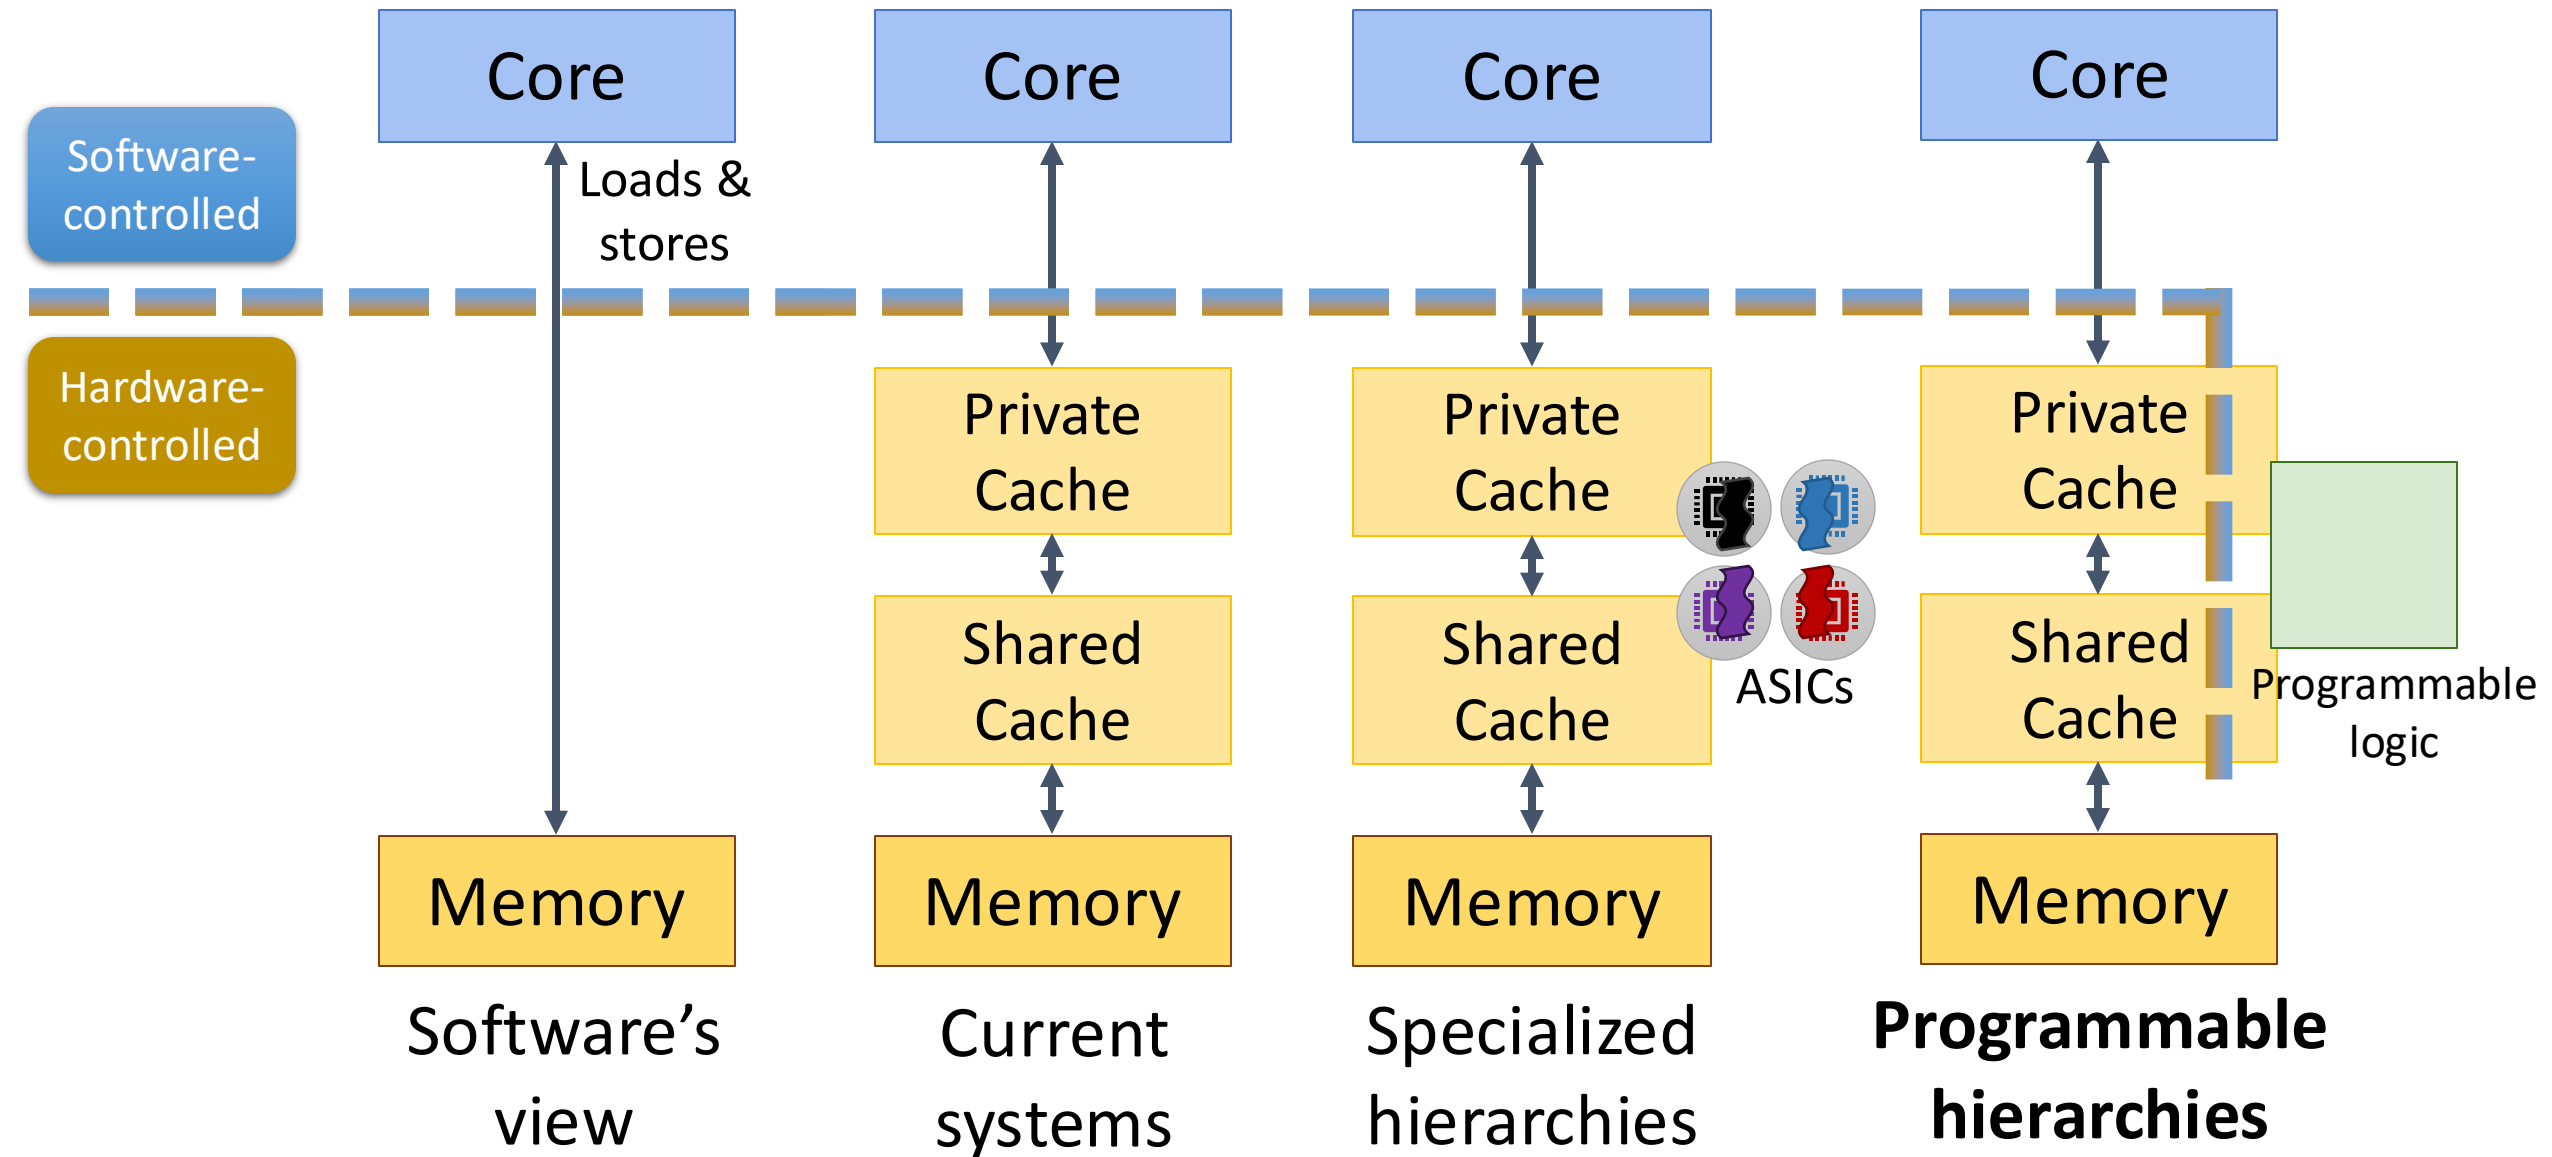 Core
Core
Core
Core
Software-
controlled
Loads &
stores
Hardware-
controlled
Private
Cache
Private
Cache
Private
Cache
Shared
Cache
Shared
Cache
Shared
Cache
ASICs
Programmable
logic
Memory
Memory
Memory
Memory
Software’s
view
Current
systems
Specialized
hierarchies
Programmable
hierarchies